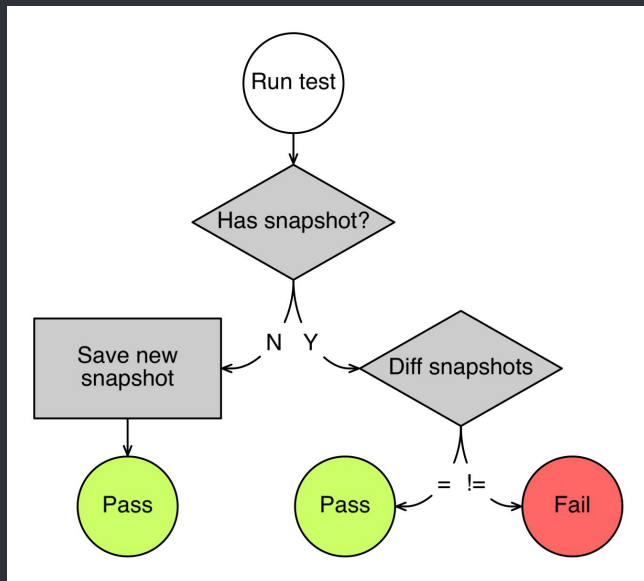 Run test
Has snapshot?
N
Y
Save new
snapshot
Diff snapshots
Pass
=
!=
Pass
Fail